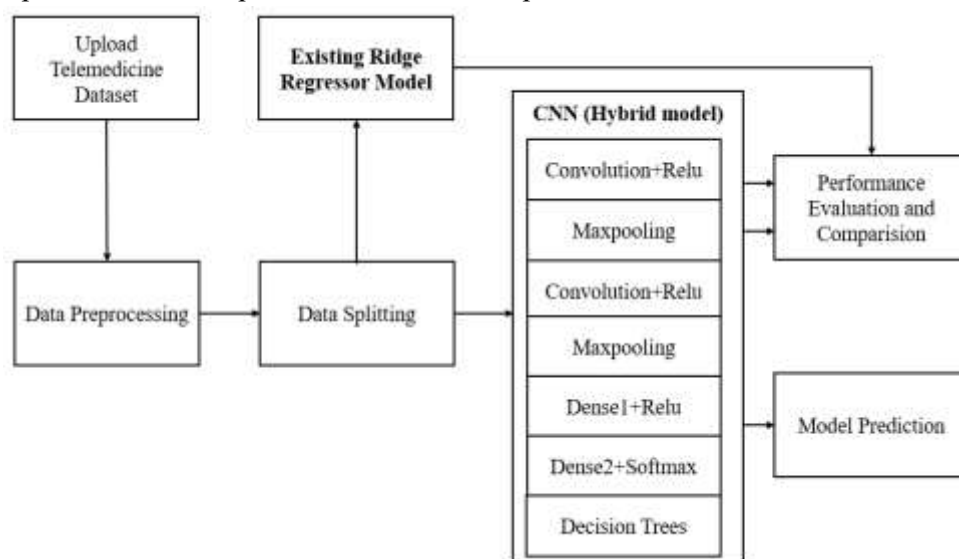 Upload
Telemedicine
Dataset
Existing Ridge
Regressor Model
CNN (Hybrid model)
Convolution+Relu
Maxpooling
Convolution+Relu
Maxpooling
Dense1+Relu
Dense2+Softmax
Decision Trees
Performance
Evaluation and
Comparision
Data Preprocessing
Data Splitting
Model Prediction